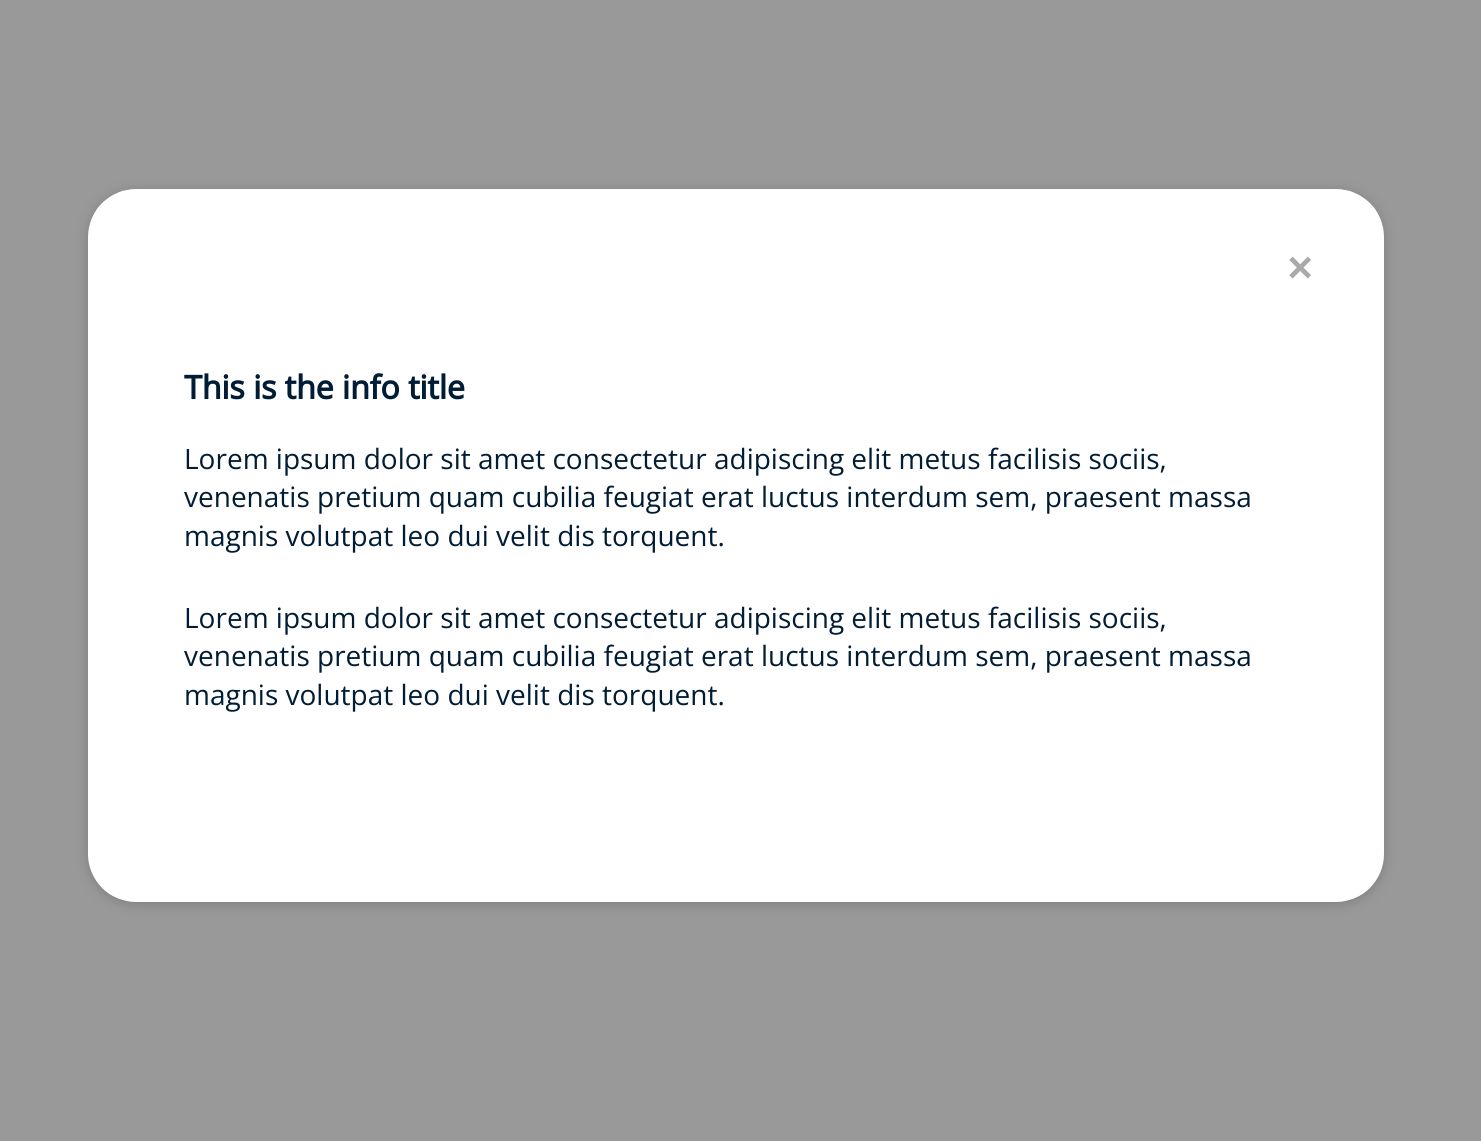 This is the info title
Lorem ipsum dolor sit amet consectetur adipiscing elit metus facilisis sociis,
venenatis pretium quam cubilia feugiat erat luctus interdum sem, praesent massa
magnis volutpat leo dui velit dis torquent.
Lorem ipsum dolor sit amet consectetur adipiscing elit metus facilisis sociis,
venenatis pretium quam cubilia feugiat erat luctus interdum sem, praesent massa
magnis volutpat leo dui velit dis torquent.